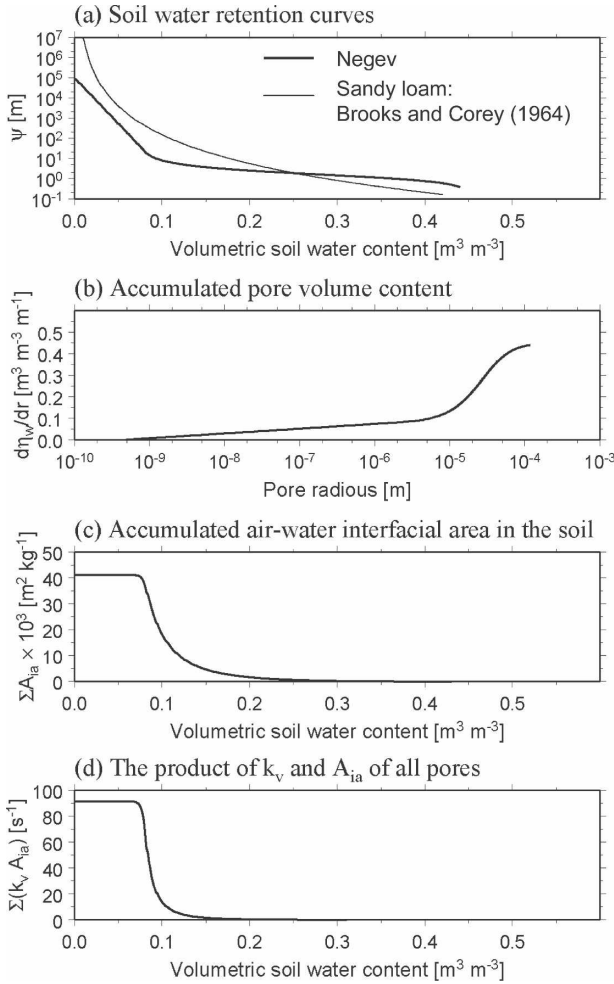 (a) Soil water retention curves
10⁷
10⁶
10⁵
10⁴
10³
10²
10¹
10⁰
10⁻¹
ψ [m]
Negev
Sandy loam:
Brooks and Corey (1964)
0.0 0.1 0.2 0.3 0.4 0.5
Volumetric soil water content [m³ m⁻³]
(b) Accumulated pore volume content
0.5
0.4
0.3
0.2
0.1
0.0
dη_w/dr [m³ m⁻³ m⁻¹]
10⁻¹⁰ 10⁻⁹ 10⁻⁸ 10⁻⁷ 10⁻⁶ 10⁻⁵ 10⁻⁴ 10⁻³
Pore radious [m]
(c) Accumulated air-water interfacial area in the soil
50
40
30
20
10
0
ΣA_ia × 10³ [m² kg⁻¹]
0.0 0.1 0.2 0.3 0.4 0.5
Volumetric soil water content [m³ m⁻³]
(d) The product of k_v and A_ia of all pores
100
80
60
40
20
0
Σ(k_v A_ia) [s⁻¹]
0.0 0.1 0.2 0.3 0.4 0.5
Volumetric soil water content [m³ m⁻³]